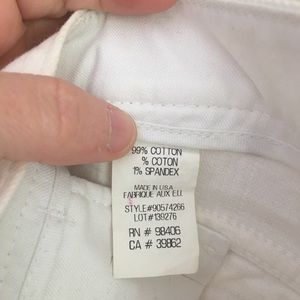 99% COTTON
% COTON
1% SPANDEX
MADE IN U.S.A
FABRIQUE AUX E.U.
STYLE#90574266
LOT#139276
RN # 98406
CA # 39862